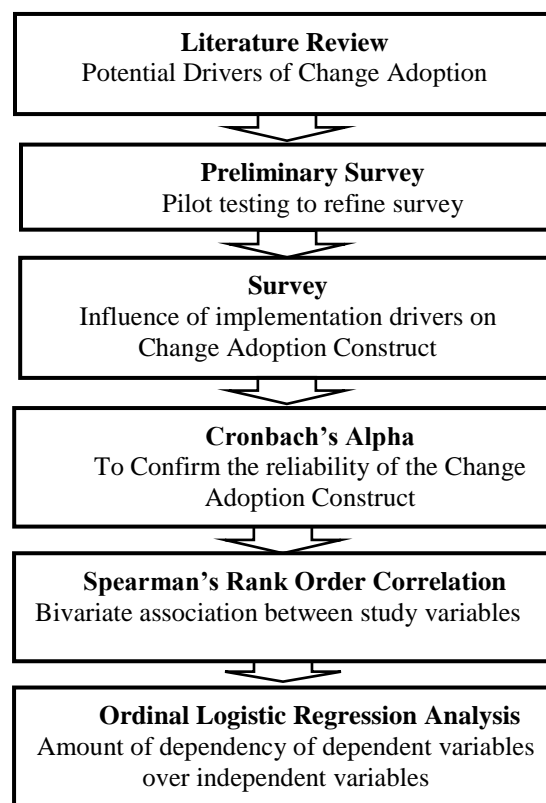 Literature Review
Potential Drivers of Change Adoption
Preliminary Survey
Pilot testing to refine survey
Survey
Influence of implementation drivers on
Change Adoption Construct
Cronbach’s Alpha
To Confirm the reliability of the Change
Adoption Construct
Spearman’s Rank Order Correlation
Bivariate association between study variables
Ordinal Logistic Regression Analysis
Amount of dependency of dependent variables
over independent variables